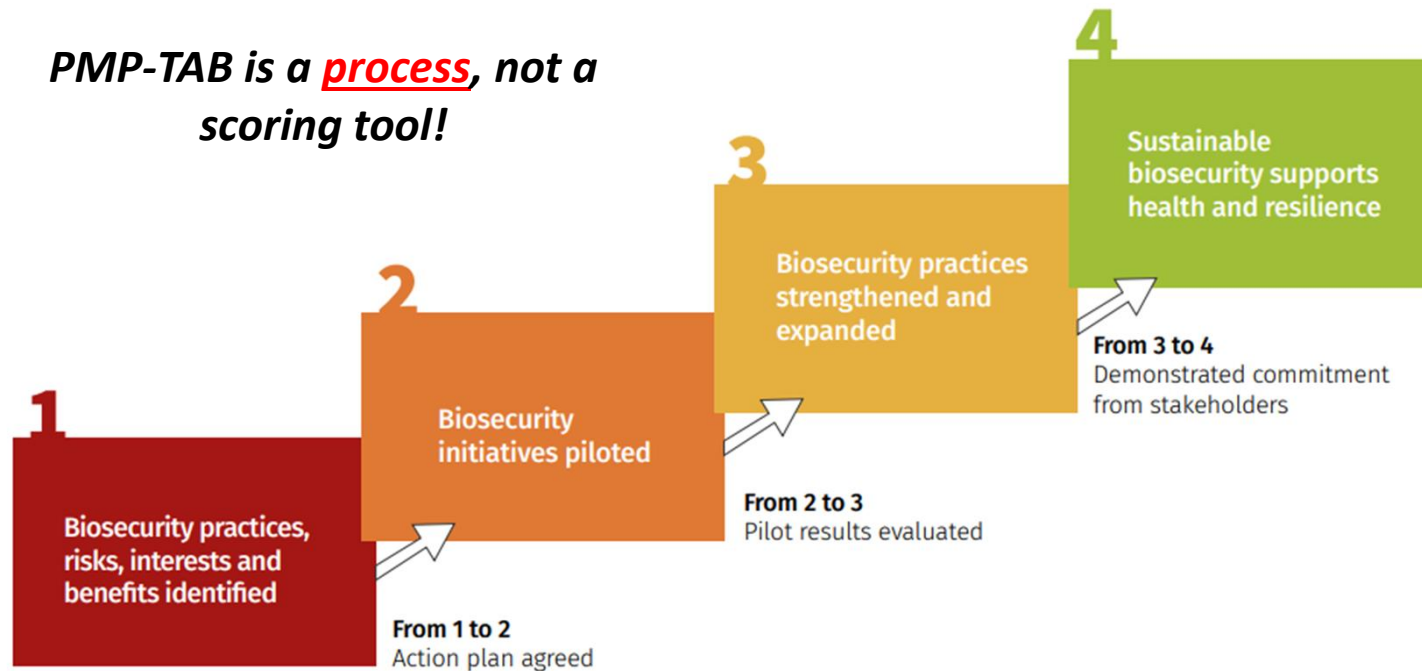 PMP-TAB is a process, not a
scoring tool!
1
Biosecurity practices,
risks, interests and
benefits identified
From 1 to 2
Action plan agreed
2
Biosecurity
initiatives piloted
From 2 to 3
Pilot results evaluated
3
Biosecurity practices
strengthened and
expanded
From 3 to 4
Demonstrated commitment
from stakeholders
4
Sustainable
biosecurity supports
health and resilience